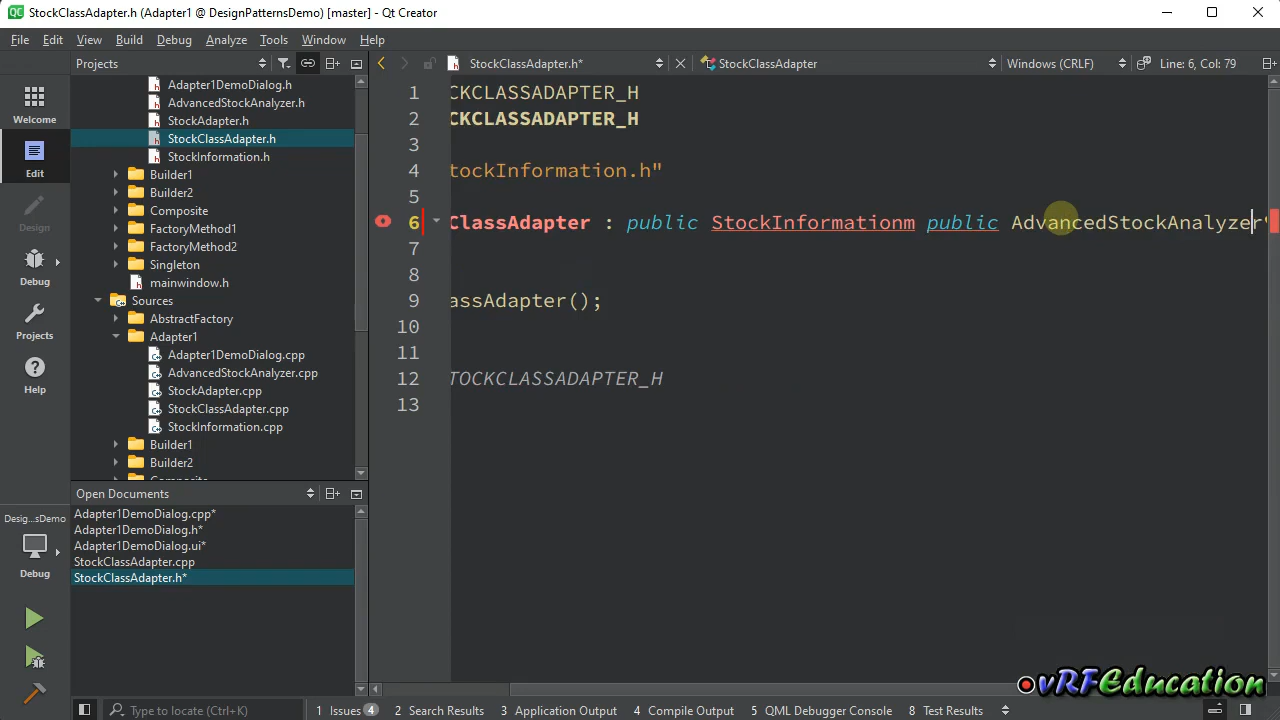 StockClassAdapter.h (Adapter1 @ DesignPatternsDemo) [master] - Qt Creator
File Edit View Build Debug Analyze Tools Window Help
Projects
StockClassAdapter.h*
StockClassAdapter
Windows (CRLF)
Line: 6, Col: 79
Welcome
Edit
Design
Debug
Projects
Help
Adapter1DemoDialog.h
AdvancedStockAnalyzer.h
StockAdapter.h
StockClassAdapter.h
StockInformation.h
Builder1
Builder2
Composite
FactoryMethod1
FactoryMethod2
Singleton
mainwindow.h
Sources
AbstractFactory
Adapter1
Adapter1DemoDialog.cpp
AdvancedStockAnalyzer.cpp
StockAdapter.cpp
StockClassAdapter.cpp
StockInformation.cpp
Builder1
Builder2
1 CKCLASSADAPTER_H
2 CKCLASSADAPTER_H
3
4 tockInformation.h"
5
6 ClassAdapter : public StockInformationm public AdvancedStockAnalyzer
7
8
9 assAdapter();
10
11
12 TOCKCLASSADAPTER_H
13
Open Documents
Adapter1DemoDialog.cpp*
Adapter1DemoDialog.h*
Adapter1DemoDialog.ui*
StockClassAdapter.cpp
StockClassAdapter.h*
Desig...sDemo
Debug
vRFEducation
Type to locate (Ctrl+K)
1 Issues 4
2 Search Results
3 Application Output
4 Compile Output
5 QML Debugger Console
8 Test Results